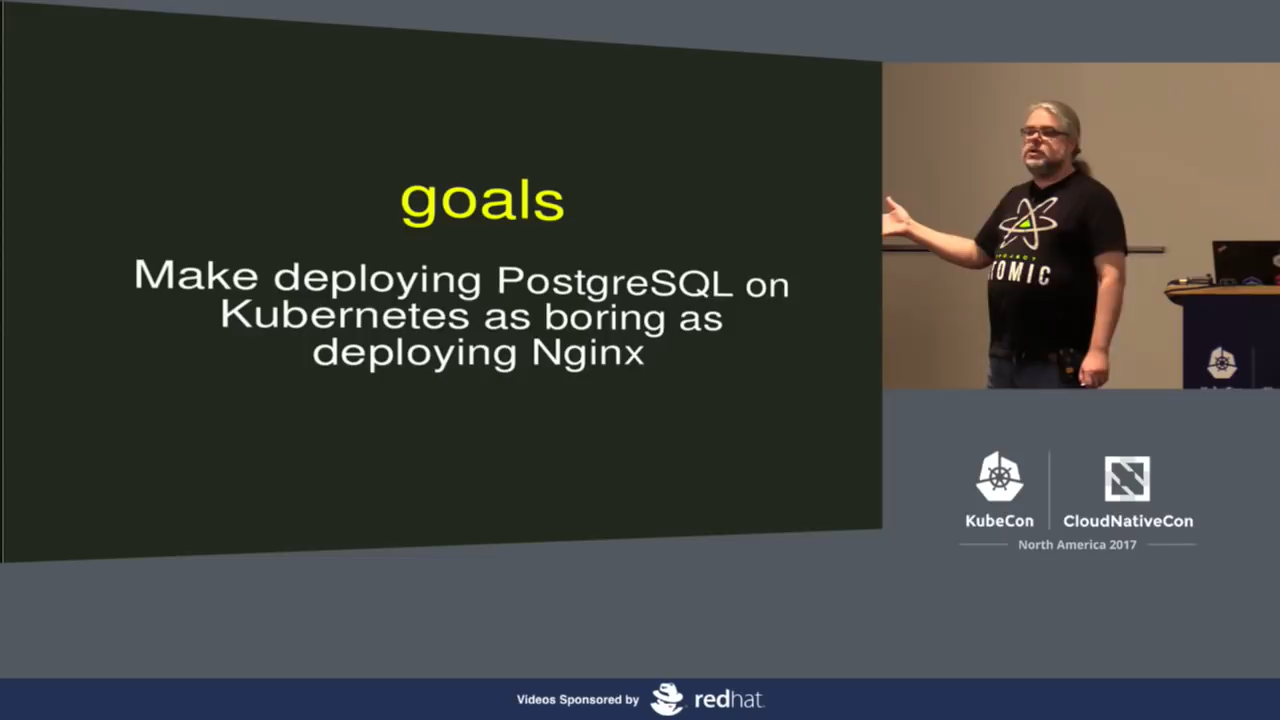 goals
Make deploying PostgreSQL on
Kubernetes as boring as
deploying Nginx
PROJECT
ATOMIC
KubeCon
CloudNativeCon
North America 2017
Videos Sponsored by redhat.